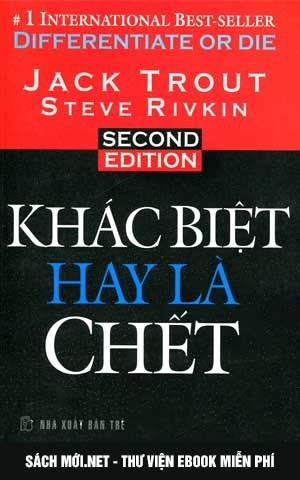 # 1 INTERNATIONAL BEST-SELLER
DIFFERENTIATE OR DIE
JACK TROUT
STEVE RIVKIN
SECOND
EDITION
KHÁC BIỆT
HAY LÀ
CHẾT
NHÀ XUẤT BẢN TRẺ
SÁCH MỚI.NET - THƯ VIỆN EBOOK MIỄN PHÍ